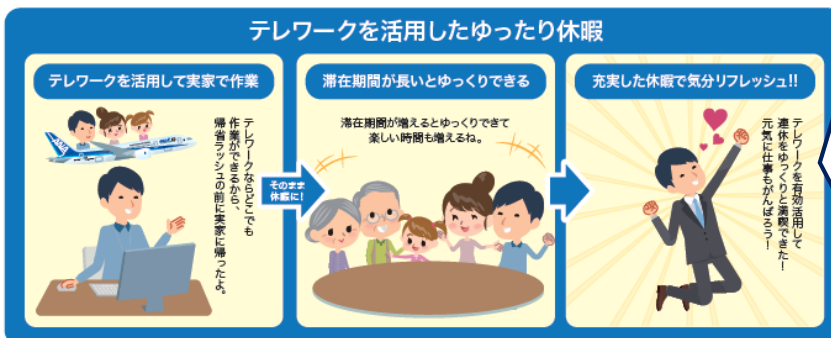 テレワークを活用したゆったり休暇
テレワークを活用して実家で作業
ANA
テレワークならどこでも
作業ができるから、
帰省ラッシュの前に実家に帰ったよ。
そのまま
休暇に!
滞在期間が長いとゆっくりできる
滞在期間が増えるとゆっくりできて
楽しい時間も増えるね。
充実した休暇で気分リフレッシュ!!
テレワークを有効活用して
連休をゆっくりと満喫できた!
元気に仕事もがんばろう!